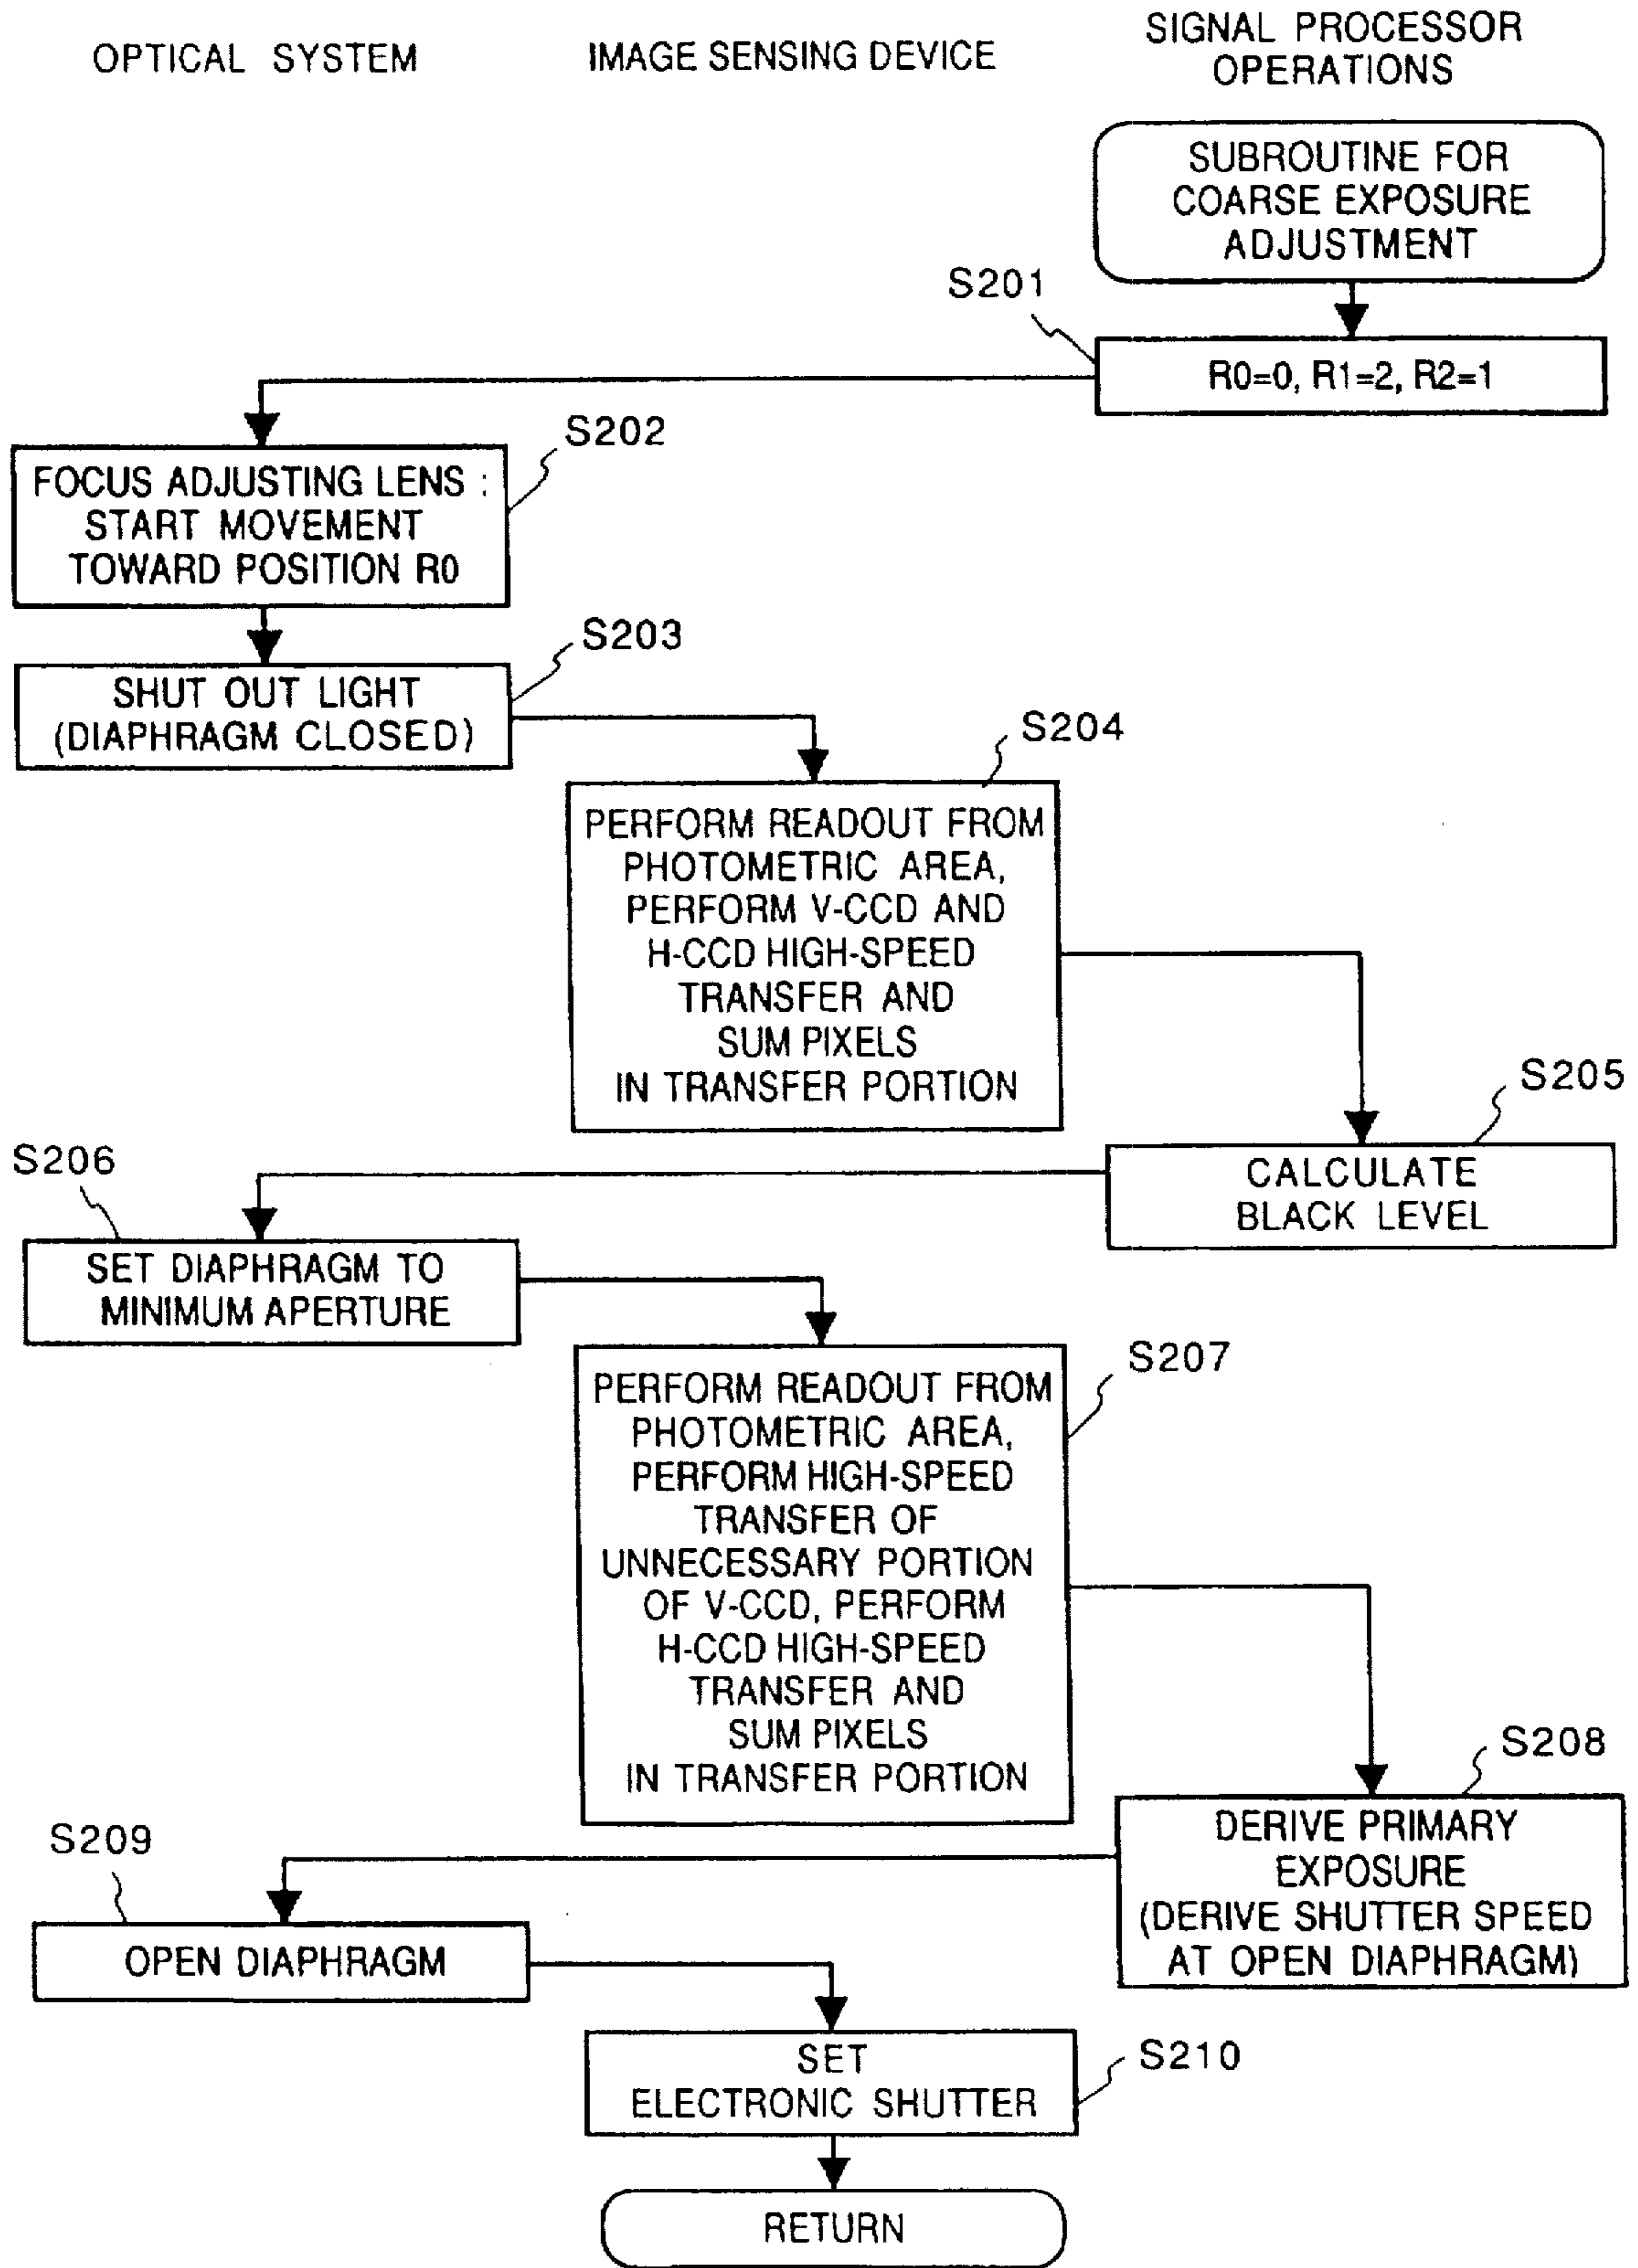 OPTICAL SYSTEM
IMAGE SENSING DEVICE
SIGNAL PROCESSOR
OPERATIONS
SUBROUTINE FOR
COARSE EXPOSURE
ADJUSTMENT
S201
R0=0, R1=2, R2=1
S202
FOCUS ADJUSTING LENS :
START MOVEMENT
TOWARD POSITION R0
S203
SHUT OUT LIGHT
(DIAPHRAGM CLOSED)
S204
PERFORM READOUT FROM
PHOTOMETRIC AREA,
PERFORM V-CCD AND
H-CCD HIGH-SPEED
TRANSFER AND
SUM PIXELS
IN TRANSFER PORTION
S205
CALCULATE
BLACK LEVEL
S206
SET DIAPHRAGM TO
MINIMUM APERTURE
S207
PERFORM READOUT FROM
PHOTOMETRIC AREA,
PERFORM HIGH-SPEED
TRANSFER OF
UNNECESSARY PORTION
OF V-CCD, PERFORM
H-CCD HIGH-SPEED
TRANSFER AND
SUM PIXELS
IN TRANSFER PORTION
S208
DERIVE PRIMARY
EXPOSURE
(DERIVE SHUTTER SPEED
AT OPEN DIAPHRAGM)
S209
OPEN DIAPHRAGM
S210
SET
ELECTRONIC SHUTTER
RETURN